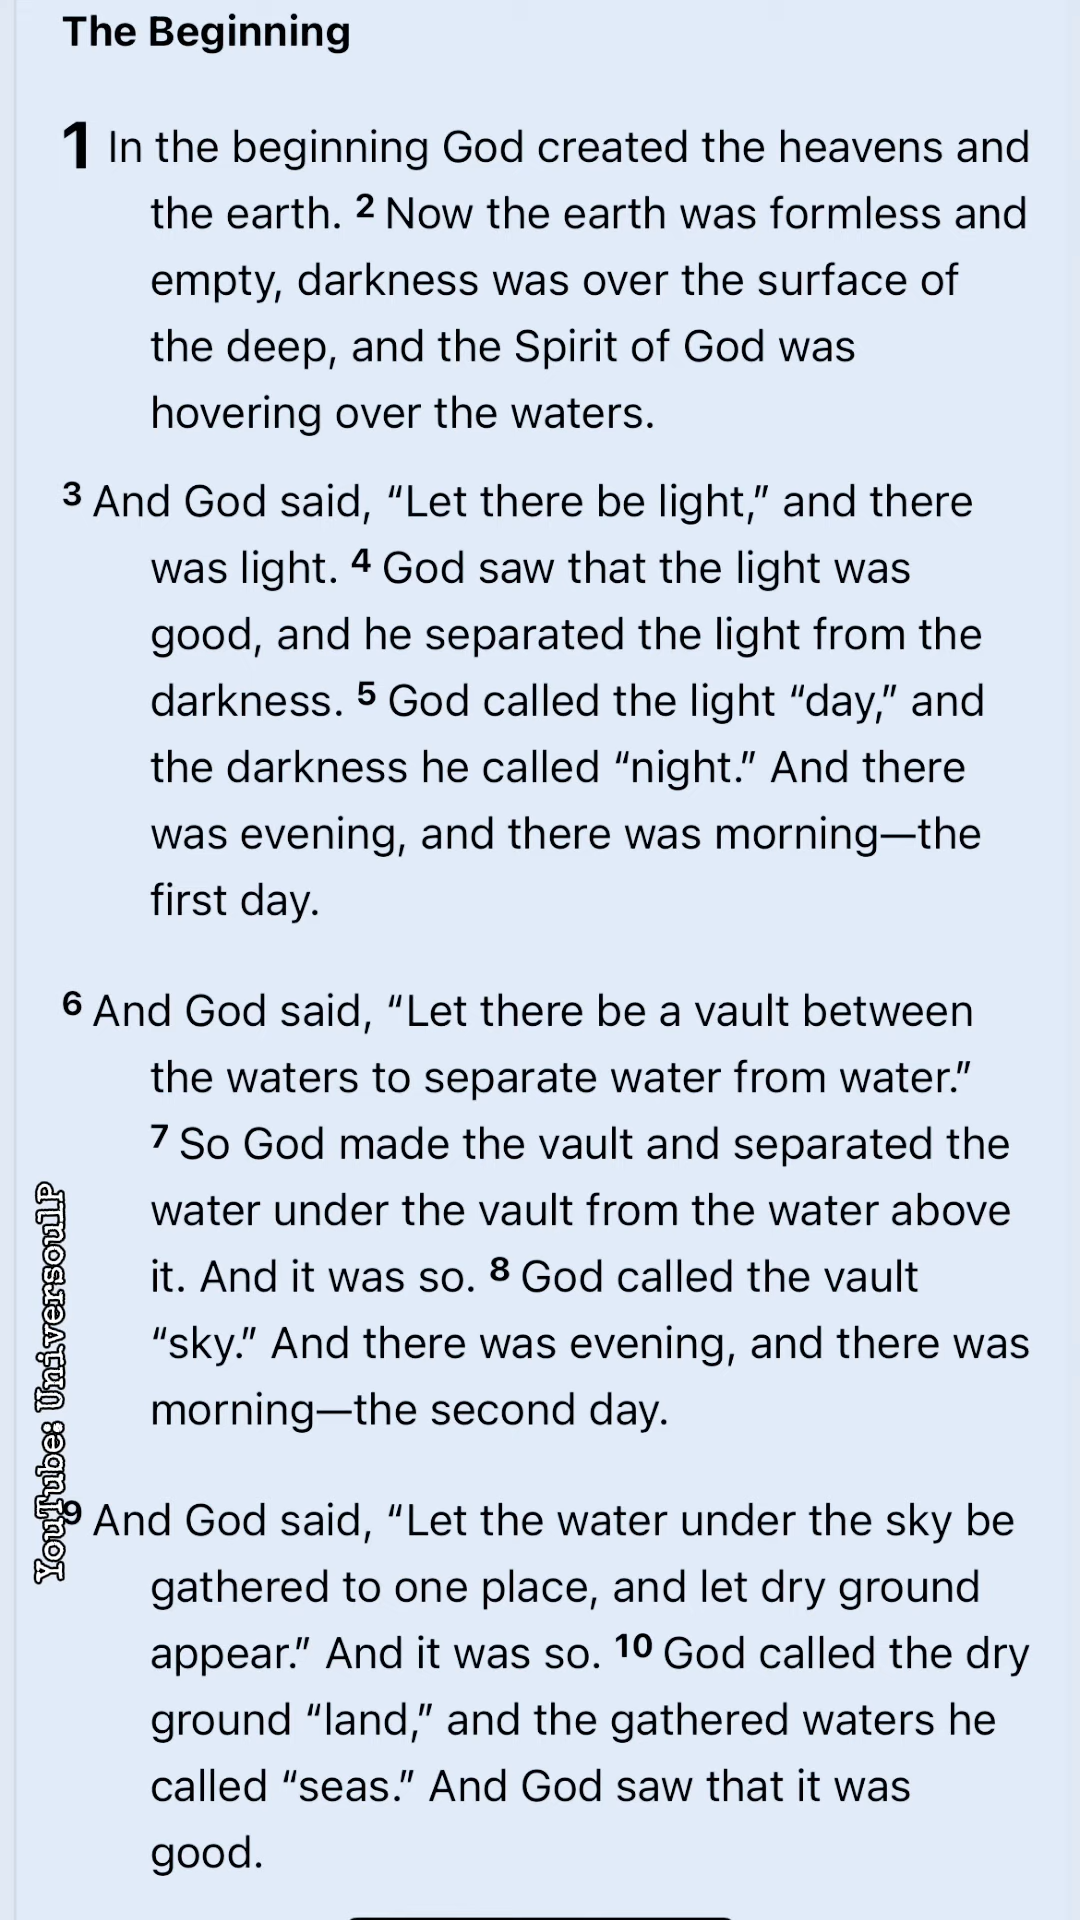 The Beginning
1 In the beginning God created the heavens and
the earth. 2 Now the earth was formless and
empty, darkness was over the surface of
the deep, and the Spirit of God was
hovering over the waters.
3 And God said, “Let there be light,” and there
was light. 4 God saw that the light was
good, and he separated the light from the
darkness. 5 God called the light “day,” and
the darkness he called “night.” And there
was evening, and there was morning—the
first day.
6 And God said, “Let there be a vault between
the waters to separate water from water.”
7 So God made the vault and separated the
water under the vault from the water above
it. And it was so. 8 God called the vault
“sky.” And there was evening, and there was
morning—the second day.
9 And God said, “Let the water under the sky be
gathered to one place, and let dry ground
appear.” And it was so. 10 God called the dry
ground “land,” and the gathered waters he
called “seas.” And God saw that it was
good.
YouTube: UniversoulP